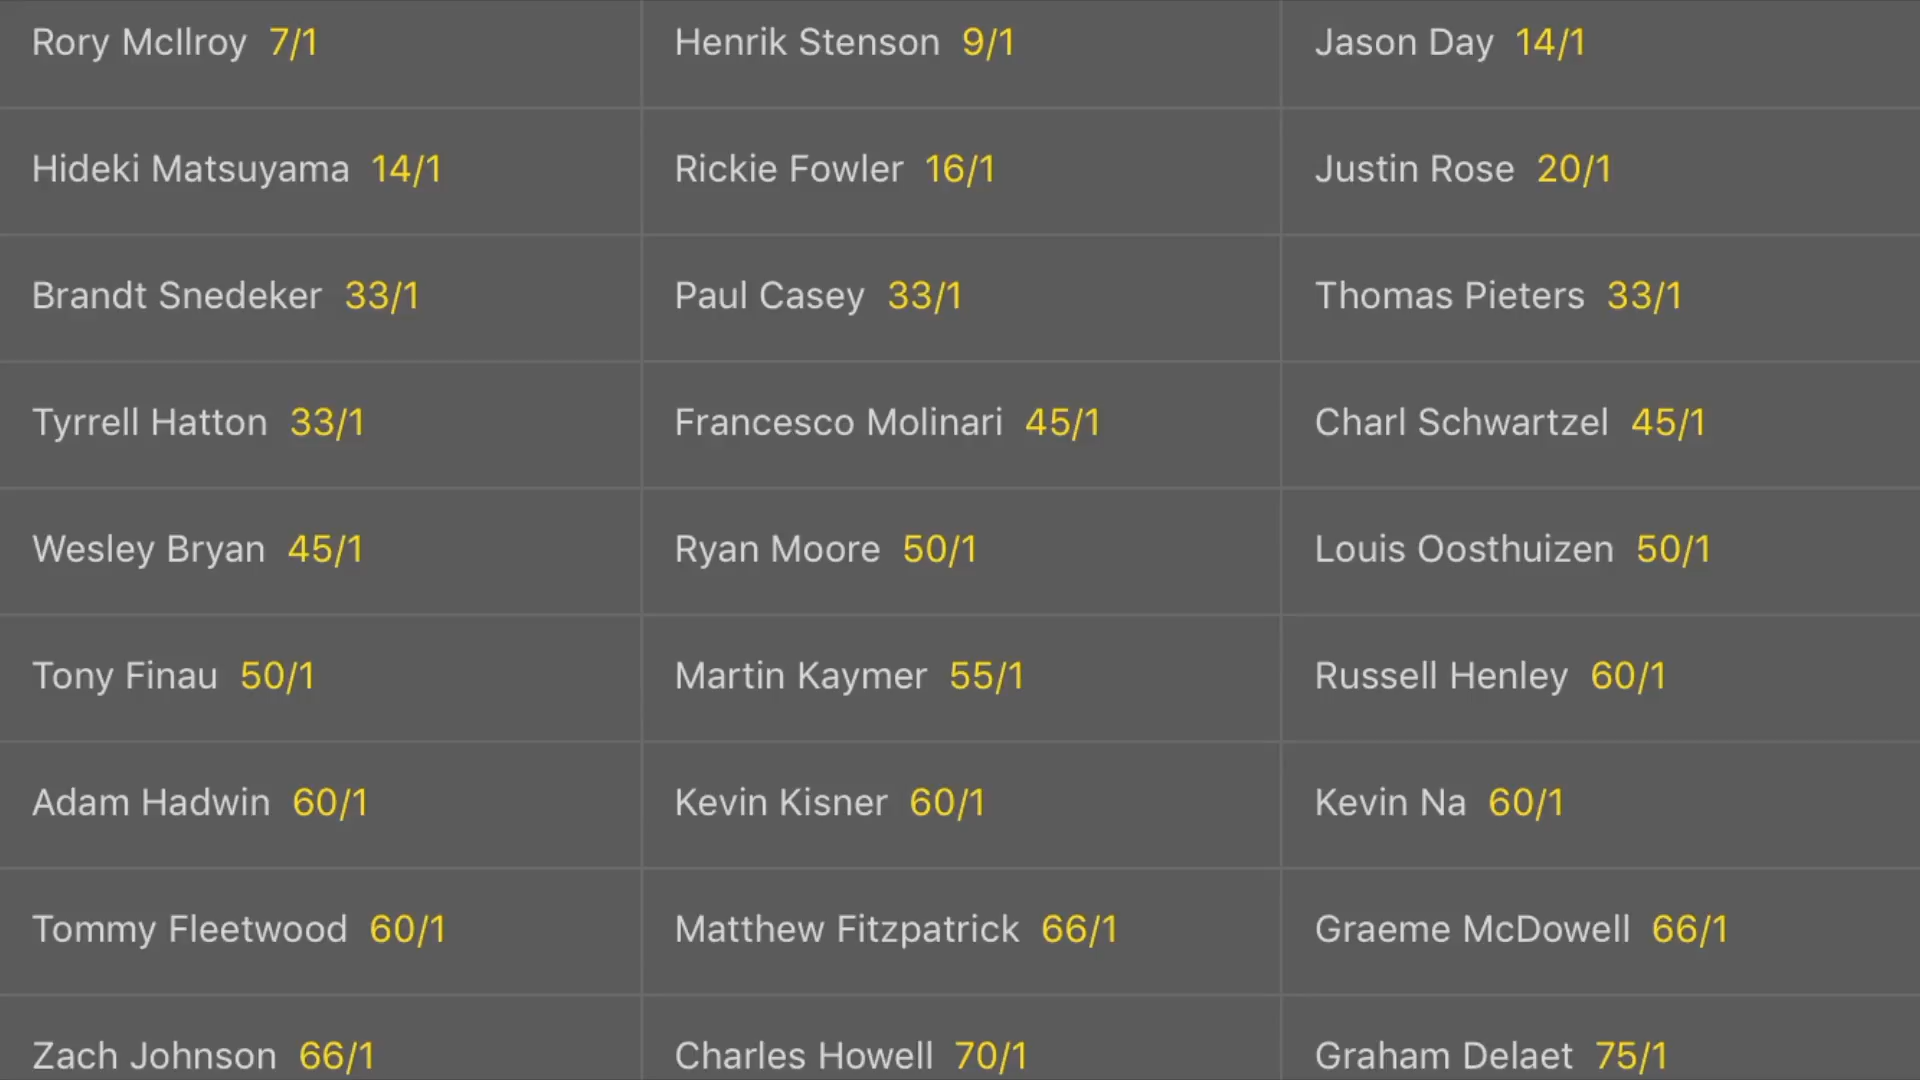 Rory McIlroy 7/1 Henrik Stenson 9/1 Jason Day 14/1
Hideki Matsuyama 14/1 Rickie Fowler 16/1 Justin Rose 20/1
Brandt Snedeker 33/1 Paul Casey 33/1 Thomas Pieters 33/1
Tyrrell Hatton 33/1 Francesco Molinari 45/1 Charl Schwartzel 45/1
Wesley Bryan 45/1 Ryan Moore 50/1 Louis Oosthuizen 50/1
Tony Finau 50/1 Martin Kaymer 55/1 Russell Henley 60/1
Adam Hadwin 60/1 Kevin Kisner 60/1 Kevin Na 60/1
Tommy Fleetwood 60/1 Matthew Fitzpatrick 66/1 Graeme McDowell 66/1
Zach Johnson 66/1 Charles Howell 70/1 Graham Delaet 75/1